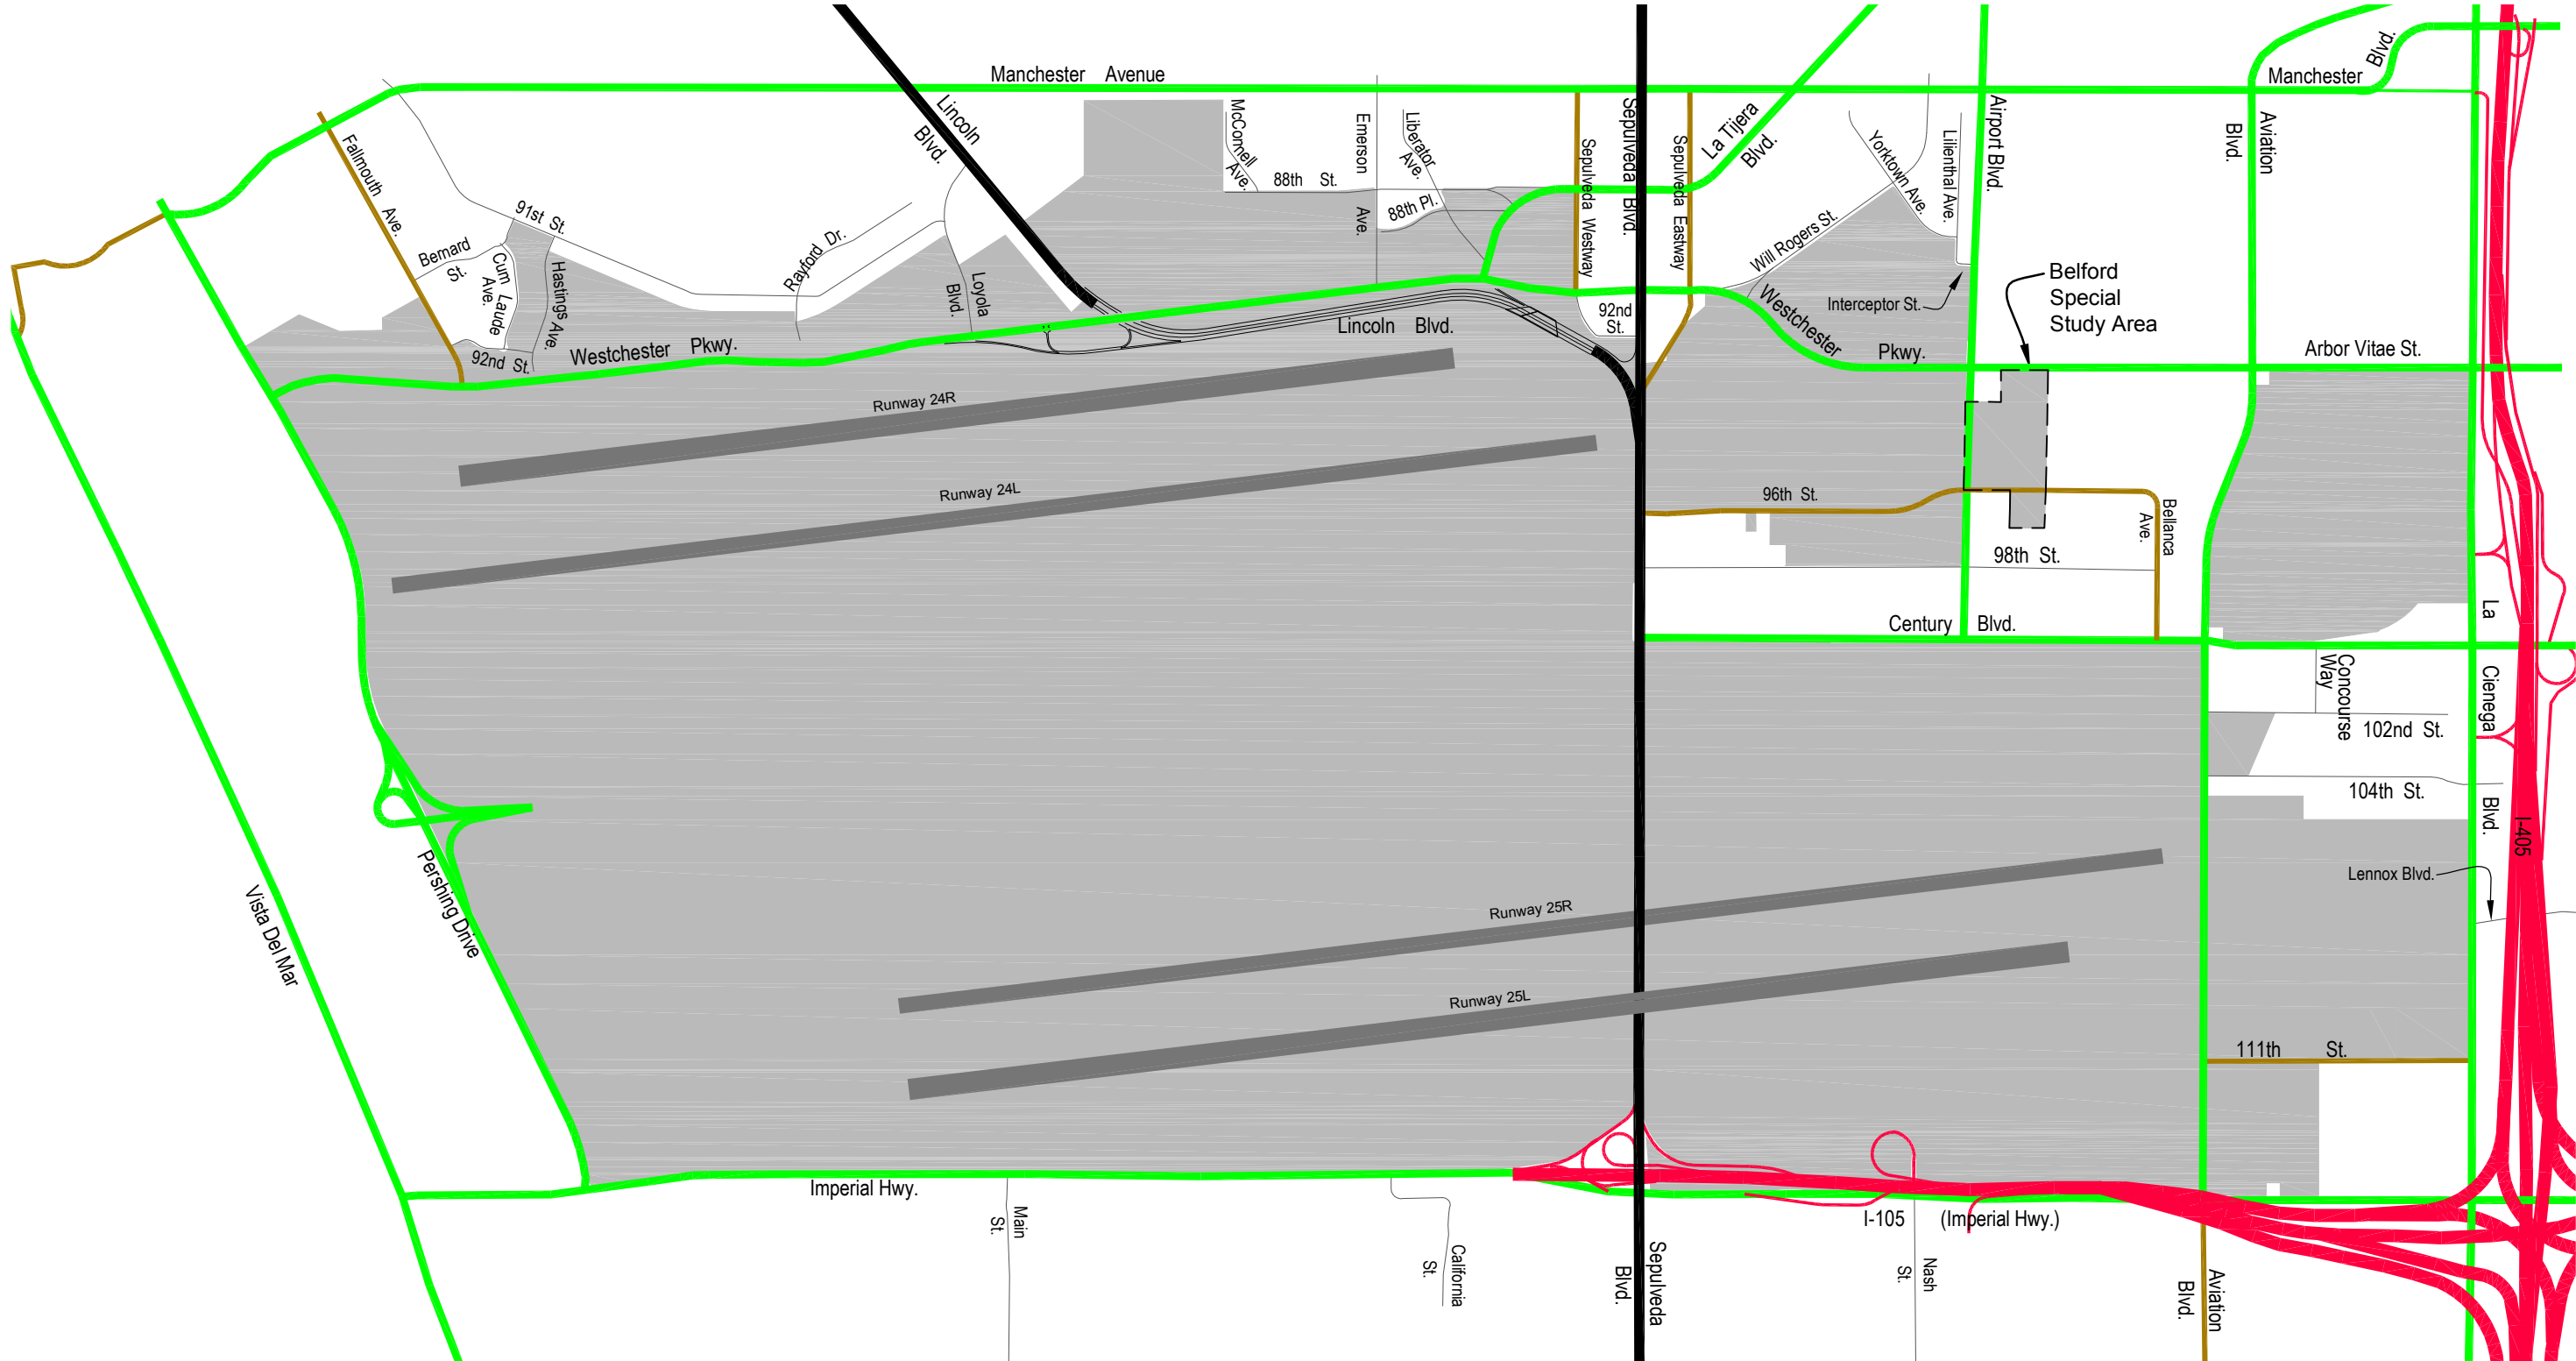 Manchester Avenue
Manchester
Blvd.
Lincoln
Blvd.
McConnell
Ave.
Emerson
Ave.
Liberator
Ave.
88th St.
88th Pl.
Sepulveda Westway
Sepulveda Blvd.
Sepulveda Eastway
La Tijera
Blvd.
Yorktown Ave.
Lilienthal Ave.
Airport Blvd.
Aviation
Blvd.
Fallmouth Ave.
91st St.
Bernard
St.
Cum Laude
Ave.
Hastings Ave.
92nd St.
Rayford Dr.
Loyola
Blvd.
Westchester Pkwy.
Lincoln Blvd.
92nd
St.
Will Rogers St.
Interceptor St.
Westchester Pkwy.
Belford
Special
Study Area
Arbor Vitae St.
Runway 24R
Runway 24L
96th St.
Bellanca
Ave.
98th St.
Century Blvd.
La Cienega Blvd.
Concourse
Way
102nd St.
104th St.
I-405
Lennox Blvd.
Pershing Drive
Vista Del Mar
Runway 25R
Runway 25L
111th St.
Imperial Hwy.
I-105 (Imperial Hwy.)
Main
St.
California
St.
Sepulveda
Blvd.
Nash
St.
Aviation
Blvd.